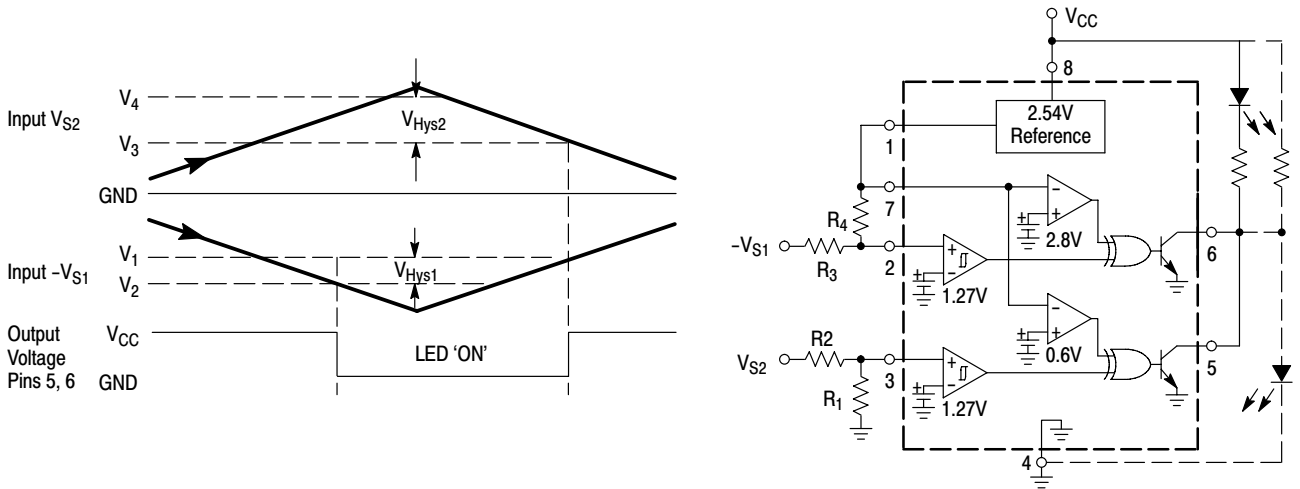 Input VS2
V4
V3
GND
VHys2
Input –VS1
V1
V2
VHys1
Output
Voltage
Pins 5, 6
VCC
GND
LED ‘ON’
VCC
8
2.54V
Reference
1
7
R4
–
+
±
2.8V
6
–VS1
R3
2
+
–
±
1.27V
–
+
±
0.6V
VS2
R2
3
R1
+
–
±
1.27V
5
4